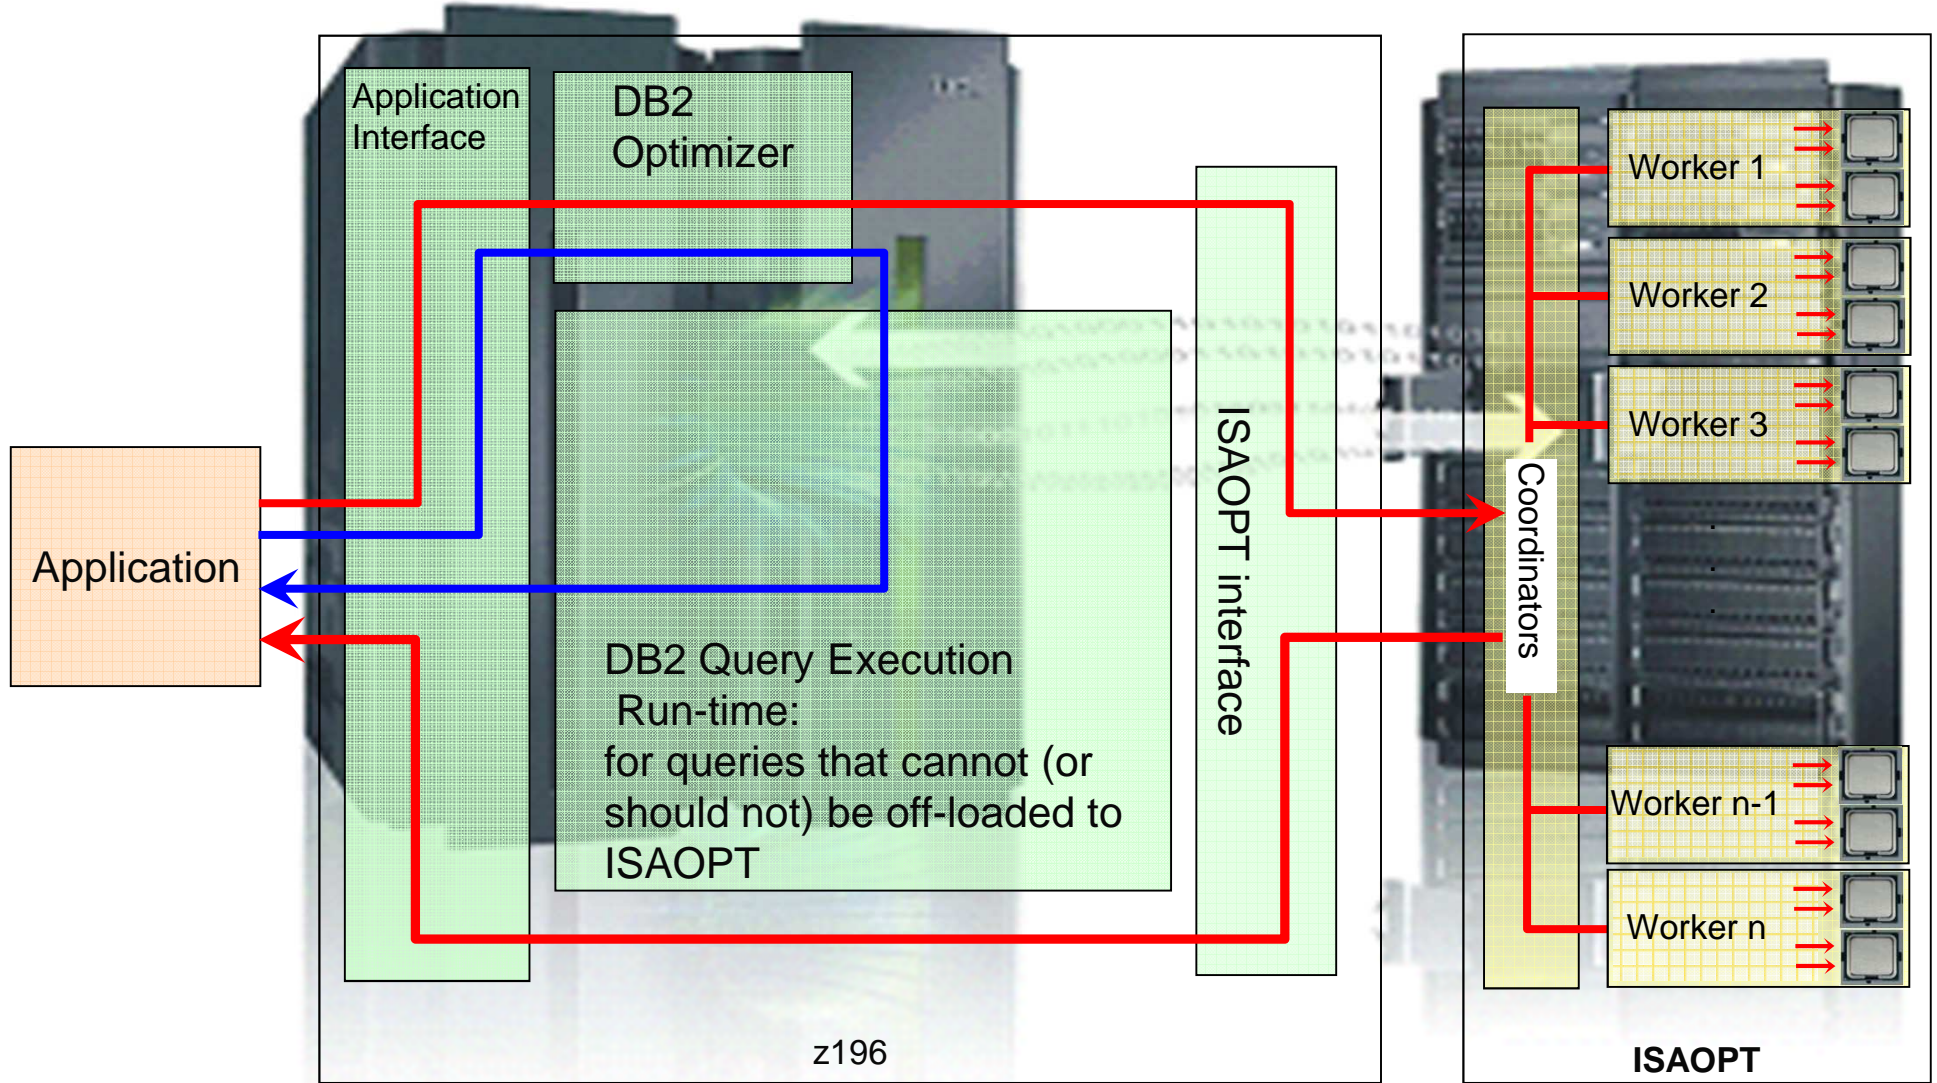 Application
Interface
DB2
Optimizer
Application
DB2 Query Execution
Run-time:
for queries that cannot (or
should not) be off-loaded to
ISAOPT
ISAOPT interface
z196
Coordinators
Worker 1
Worker 2
Worker 3
.
.
.
Worker n-1
Worker n
ISAOPT